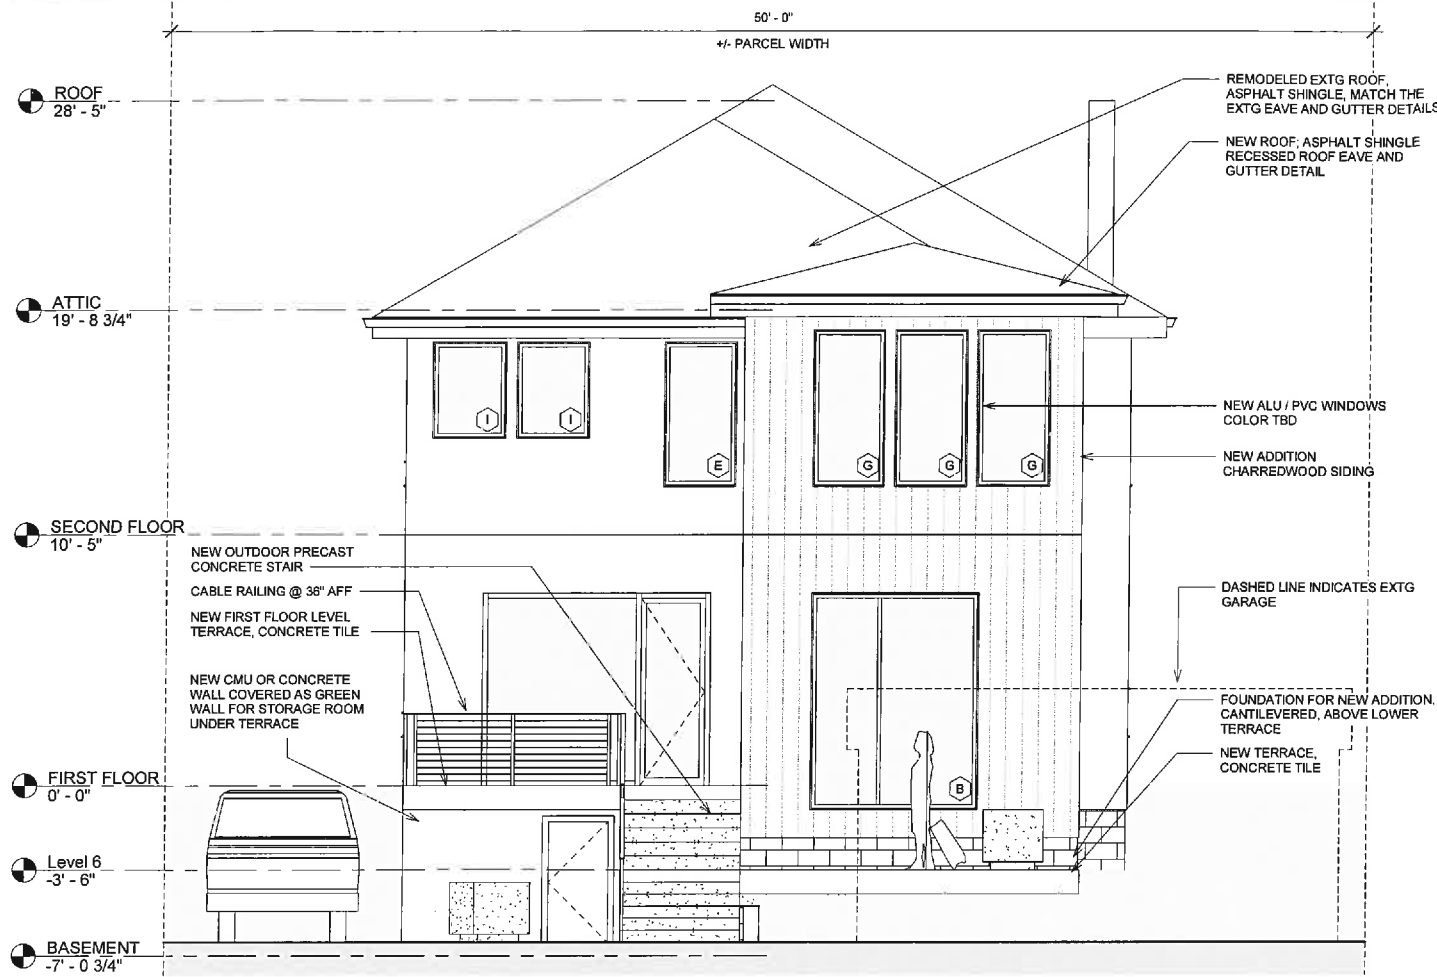 50' - 0"
+/- PARCEL WIDTH
ROOF
28' - 5"
REMODELED EXTG ROOF,
ASPHALT SHINGLE, MATCH THE
EXTG EAVE AND GUTTER DETAILS
NEW ROOF; ASPHALT SHINGLE
RECESSED ROOF EAVE AND
GUTTER DETAIL
ATTIC
19' - 8 3/4"
I
I
E
G
G
G
NEW ALU / PVC WINDOWS
COLOR TBD
NEW ADDITION
CHARREDWOOD SIDING
SECOND FLOOR
10' - 5"
NEW OUTDOOR PRECAST
CONCRETE STAIR
CABLE RAILING @ 36" AFF
NEW FIRST FLOOR LEVEL
TERRACE, CONCRETE TILE
NEW CMU OR CONCRETE
WALL COVERED AS GREEN
WALL FOR STORAGE ROOM
UNDER TERRACE
DASHED LINE INDICATES EXTG
GARAGE
FOUNDATION FOR NEW ADDITION,
CANTILEVERED, ABOVE LOWER
TERRACE
NEW TERRACE,
CONCRETE TILE
B
FIRST FLOOR
0' - 0"
Level 6
-3' - 6"
BASEMENT
-7' - 0 3/4"